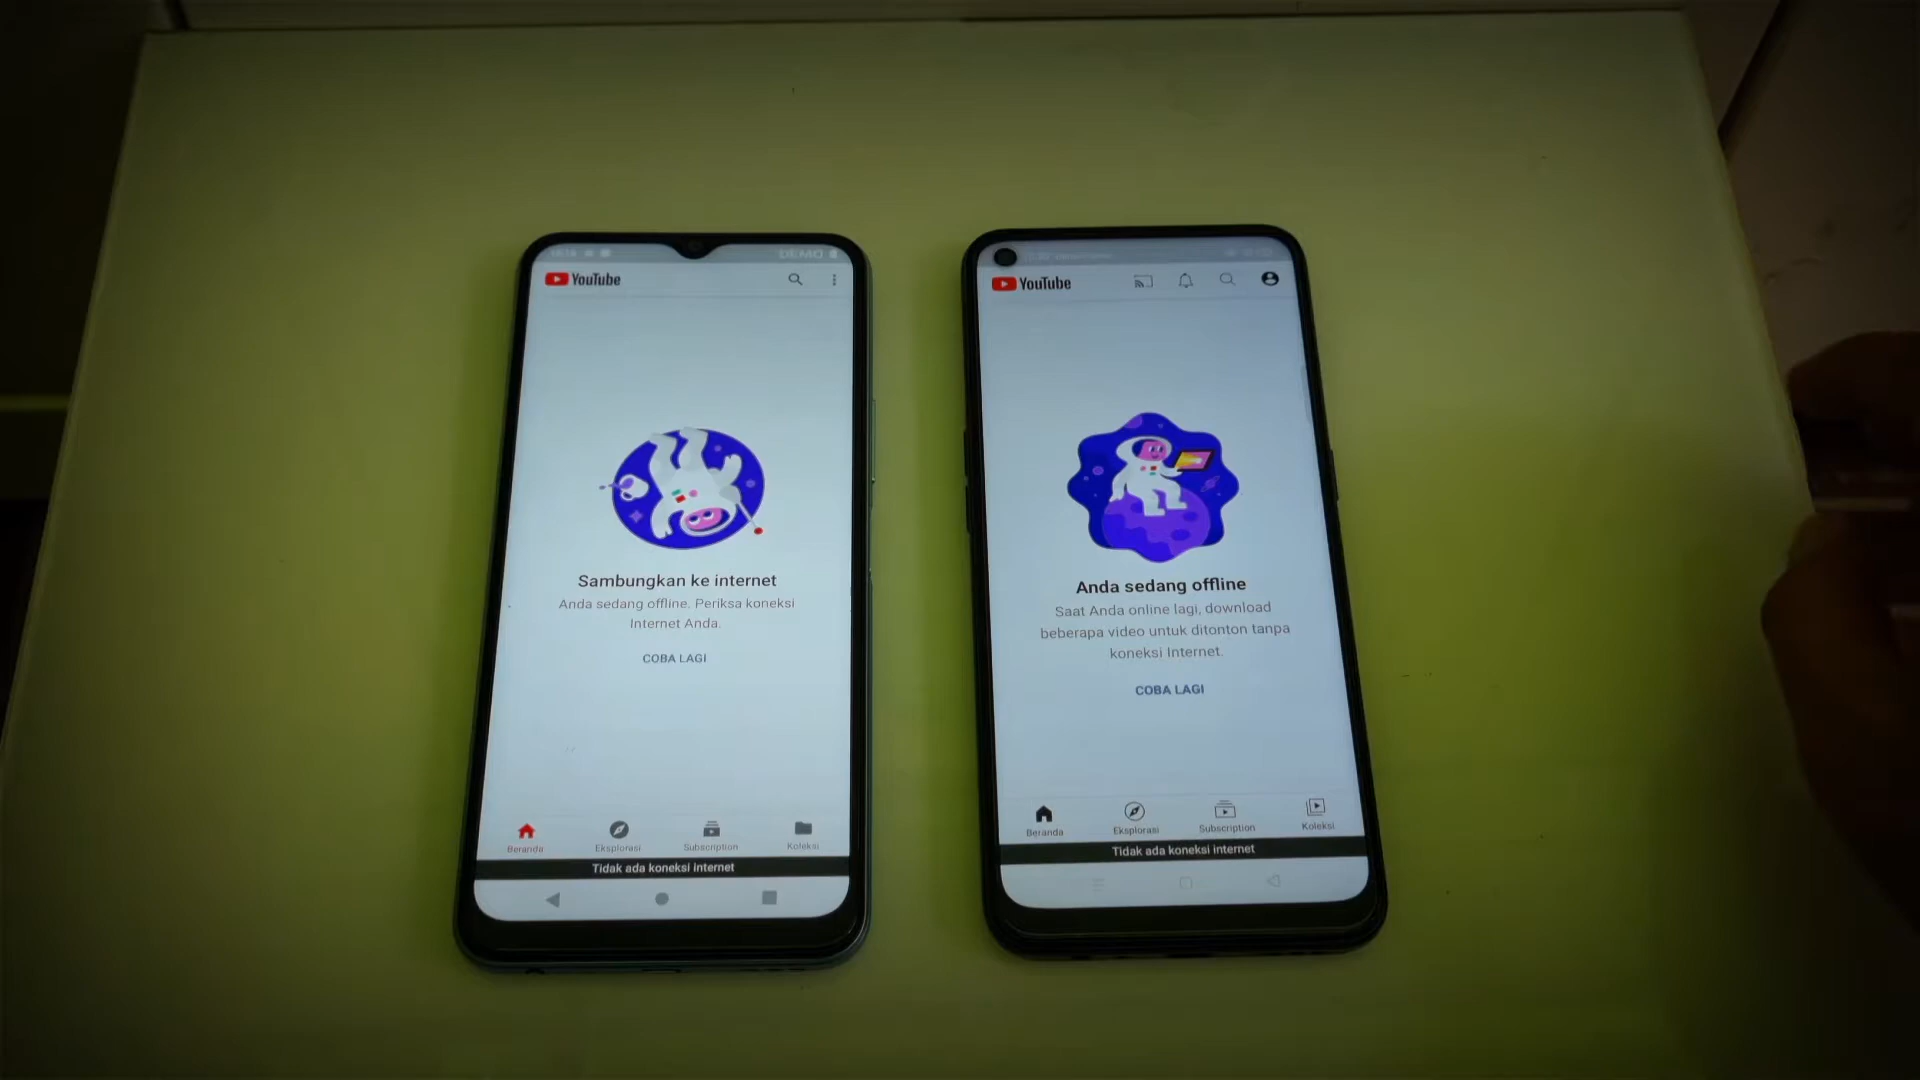 DEMO
YouTube
Sambungkan ke internet
Anda sedang offline. Periksa koneksi
Internet Anda.
COBA LAGI
Beranda
Eksplorasi
Subscription
Koleksi
Tidak ada koneksi internet
YouTube
Anda sedang offline
Saat Anda online lagi, download
beberapa video untuk ditonton tanpa
koneksi Internet.
COBA LAGI
Beranda
Eksplorasi
Subscription
Koleksi
Tidak ada koneksi internet